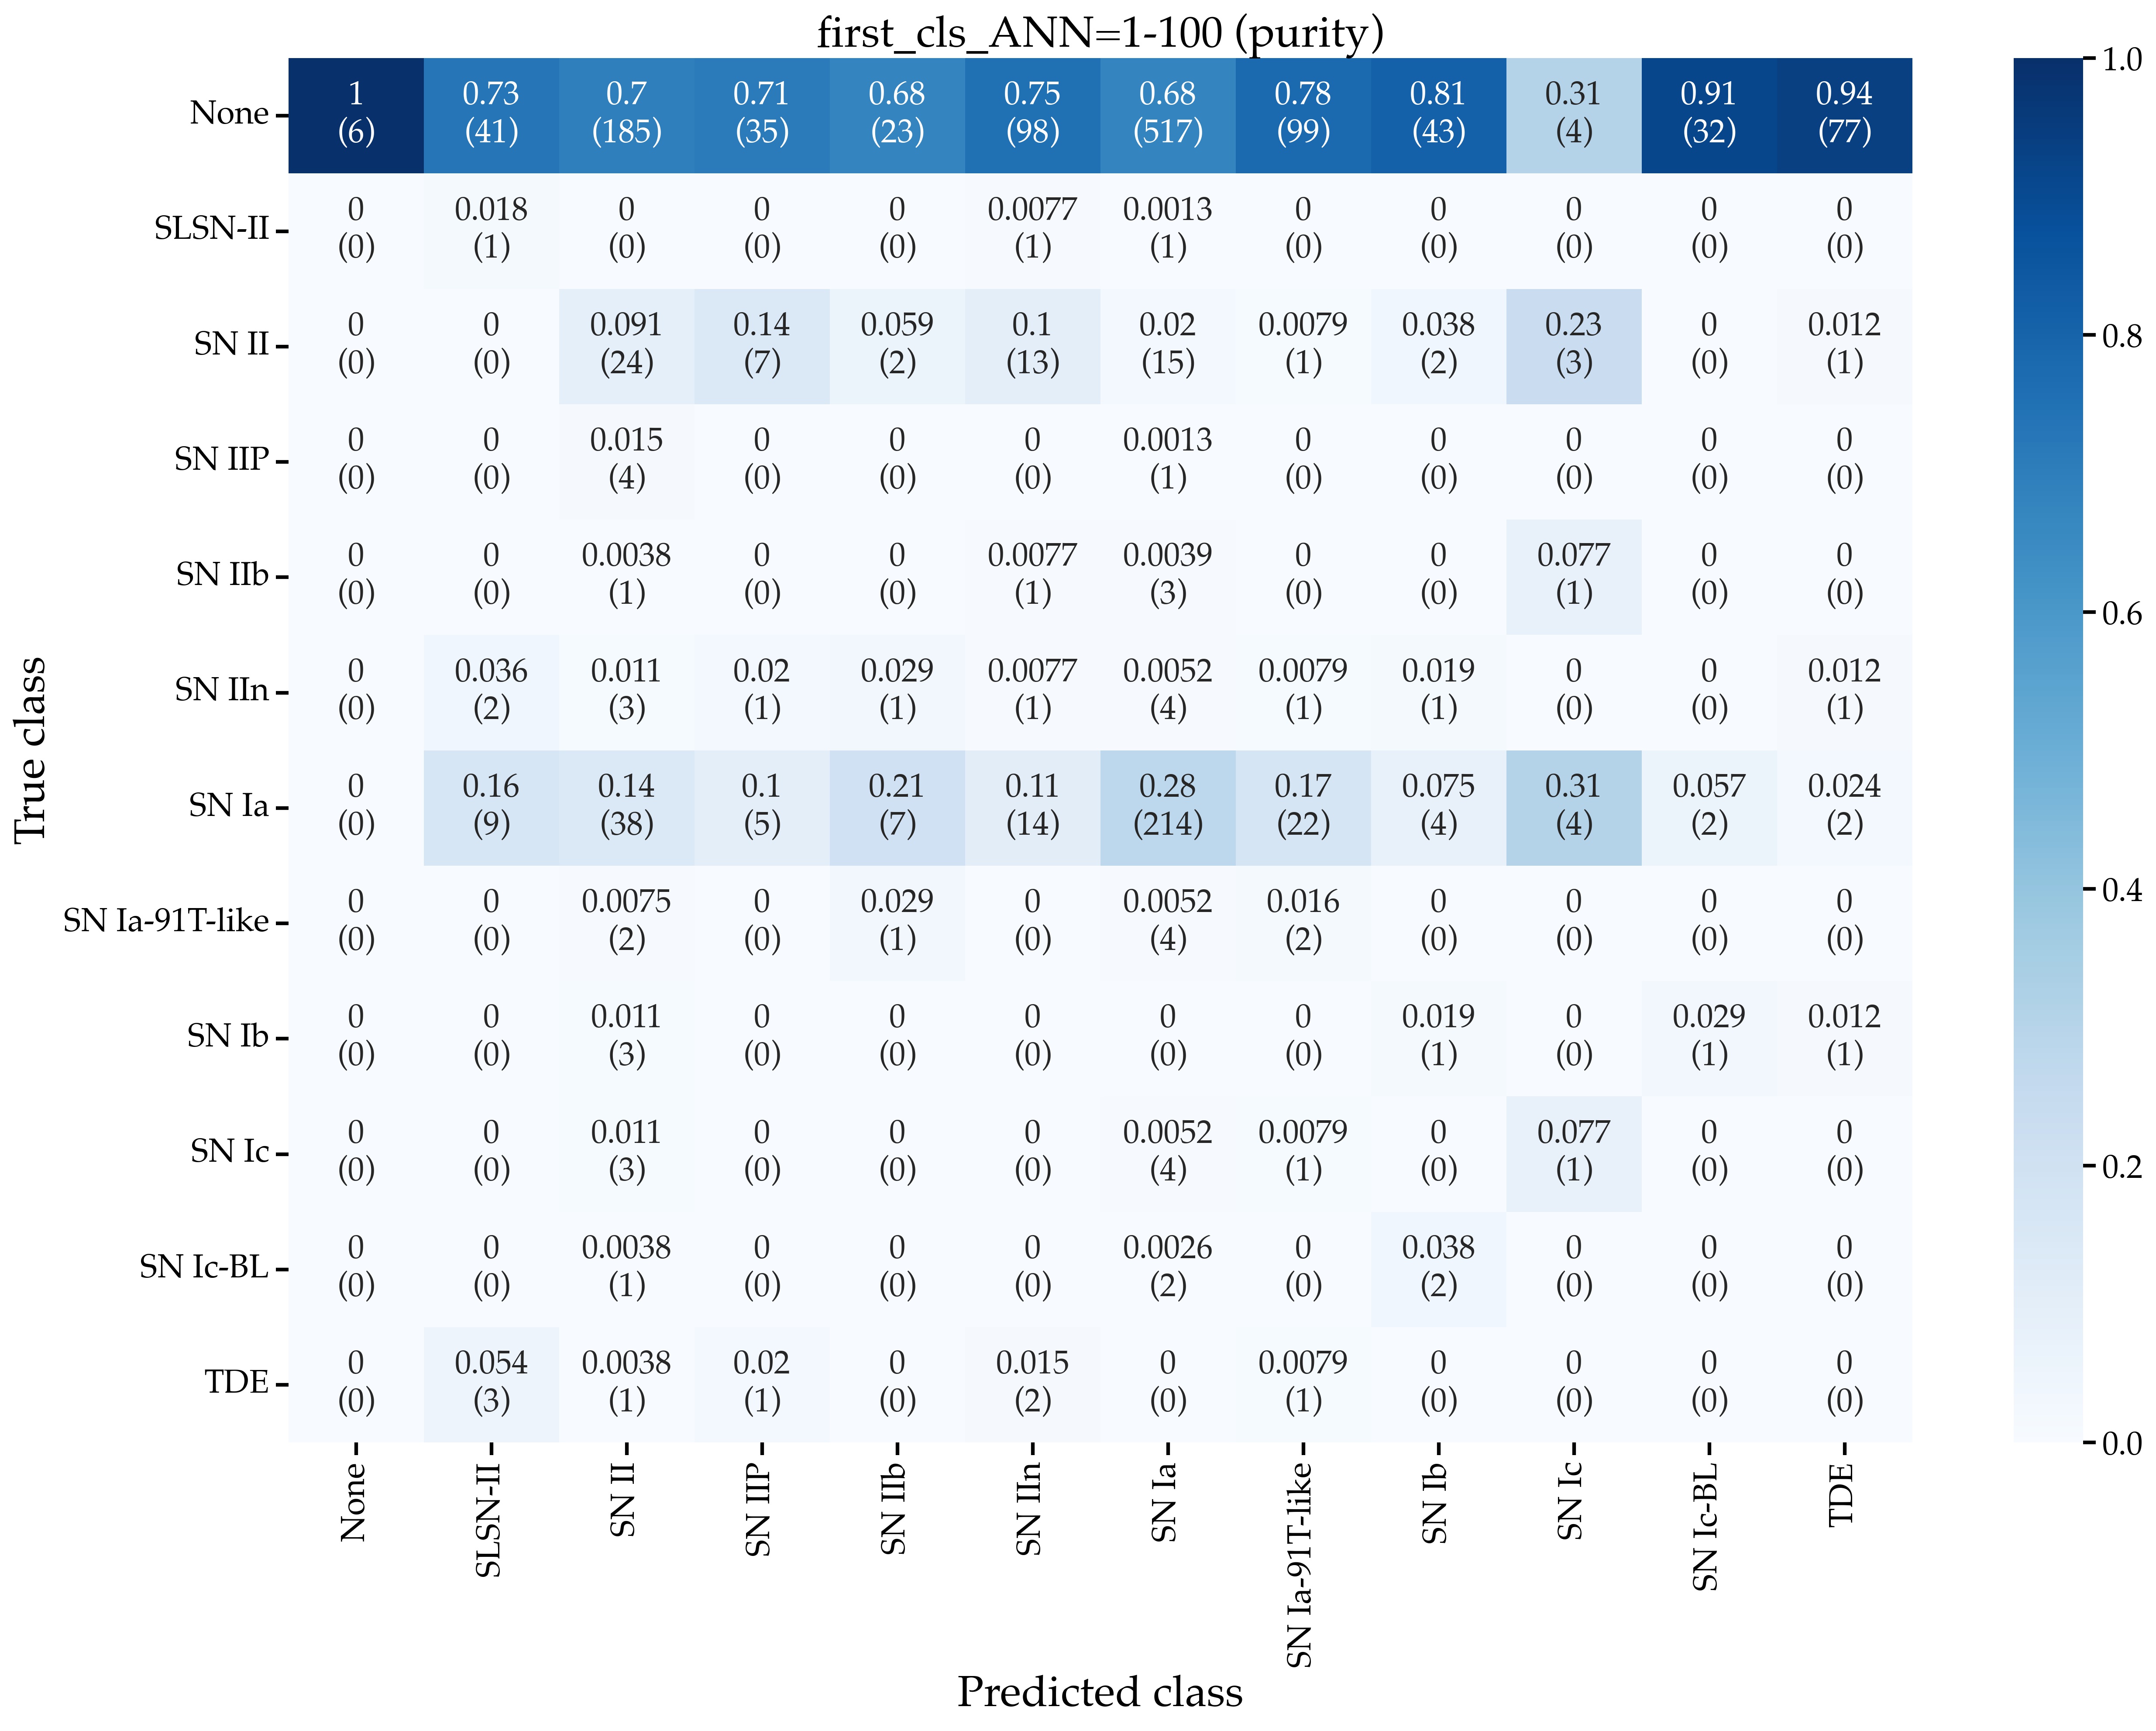 first_cls_ANN=1-100 (purity)
None 1 0.73 0.7 0.71 0.68 0.75 0.68 0.78 0.81 0.31 0.91 0.94
(6) (41) (185) (35) (23) (98) (517) (99) (43) (4) (32) (77)
SLSN-II 0 0.018 0 0 0 0.0077 0.0013 0 0 0 0 0
(0) (1) (0) (0) (0) (1) (1) (0) (0) (0) (0) (0)
SN II 0 0 0.091 0.14 0.059 0.1 0.02 0.0079 0.038 0.23 0 0.012
(0) (0) (24) (7) (2) (13) (15) (1) (2) (3) (0) (1)
SN IIP 0 0 0.015 0 0 0 0.0013 0 0 0 0 0
(0) (0) (4) (0) (0) (0) (1) (0) (0) (0) (0) (0)
SN IIb 0 0 0.0038 0 0 0.0077 0.0039 0 0 0.077 0 0
(0) (0) (1) (0) (0) (1) (3) (0) (0) (1) (0) (0)
SN IIn 0 0.036 0.011 0.02 0.029 0.0077 0.0052 0.0079 0.019 0 0 0.012
(0) (2) (3) (1) (1) (1) (4) (1) (1) (0) (0) (1)
SN Ia 0 0.16 0.14 0.1 0.21 0.11 0.28 0.17 0.075 0.31 0.057 0.024
(0) (9) (38) (5) (7) (14) (214) (22) (4) (4) (2) (2)
SN Ia-91T-like 0 0 0.0075 0 0.029 0 0.0052 0.016 0 0 0 0
(0) (0) (2) (0) (1) (0) (4) (2) (0) (0) (0) (0)
SN Ib 0 0 0.011 0 0 0 0 0 0.019 0 0.029 0.012
(0) (0) (3) (0) (0) (0) (0) (0) (1) (0) (1) (1)
SN Ic 0 0 0.011 0 0 0 0.0052 0.0079 0 0.077 0 0
(0) (0) (3) (0) (0) (0) (4) (1) (0) (1) (0) (0)
SN Ic-BL 0 0 0.0038 0 0 0 0.0026 0 0.038 0 0 0
(0) (0) (1) (0) (0) (0) (2) (0) (2) (0) (0) (0)
TDE 0 0.054 0.0038 0.02 0 0.015 0 0.0079 0 0 0 0
(0) (3) (1) (1) (0) (2) (0) (1) (0) (0) (0) (0)
True class
None SLSN-II SN II SN IIP SN IIb SN IIn SN Ia SN Ia-91T-like SN Ib SN Ic SN Ic-BL TDE
Predicted class
1.0
0.8
0.6
0.4
0.2
0.0